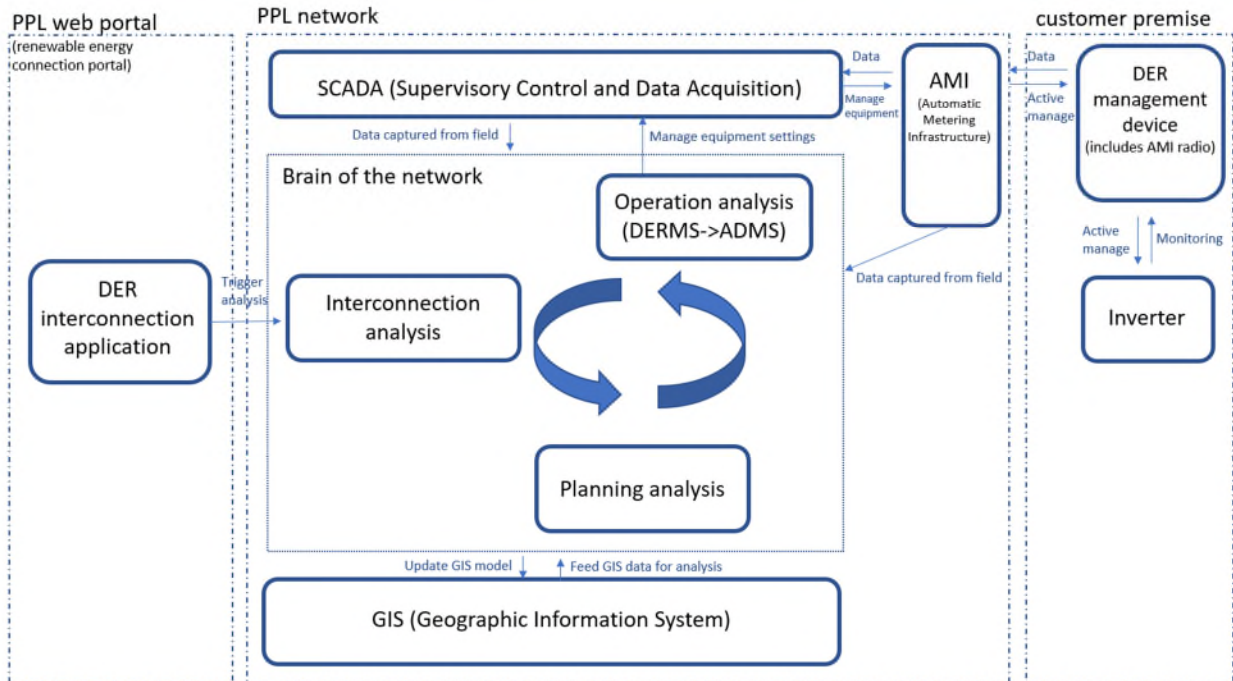 PPL web portal
(renewable energy
connection portal)
PPL network
customer premise
SCADA (Supervisory Control and Data Acquisition)
Data
Manage
equipment
AMI
(Automatic
Metering
Infrastructure)
Data
Active
manage
DER
management
device
(includes AMI radio)
Data captured from field
Manage equipment settings
Brain of the network
Operation analysis
(DERMS->ADMS)
Active
manage
Monitoring
Data captured from field
DER
interconnection
application
Trigger
analysis
Interconnection
analysis
Inverter
Planning analysis
Update GIS model
Feed GIS data for analysis
GIS (Geographic Information System)